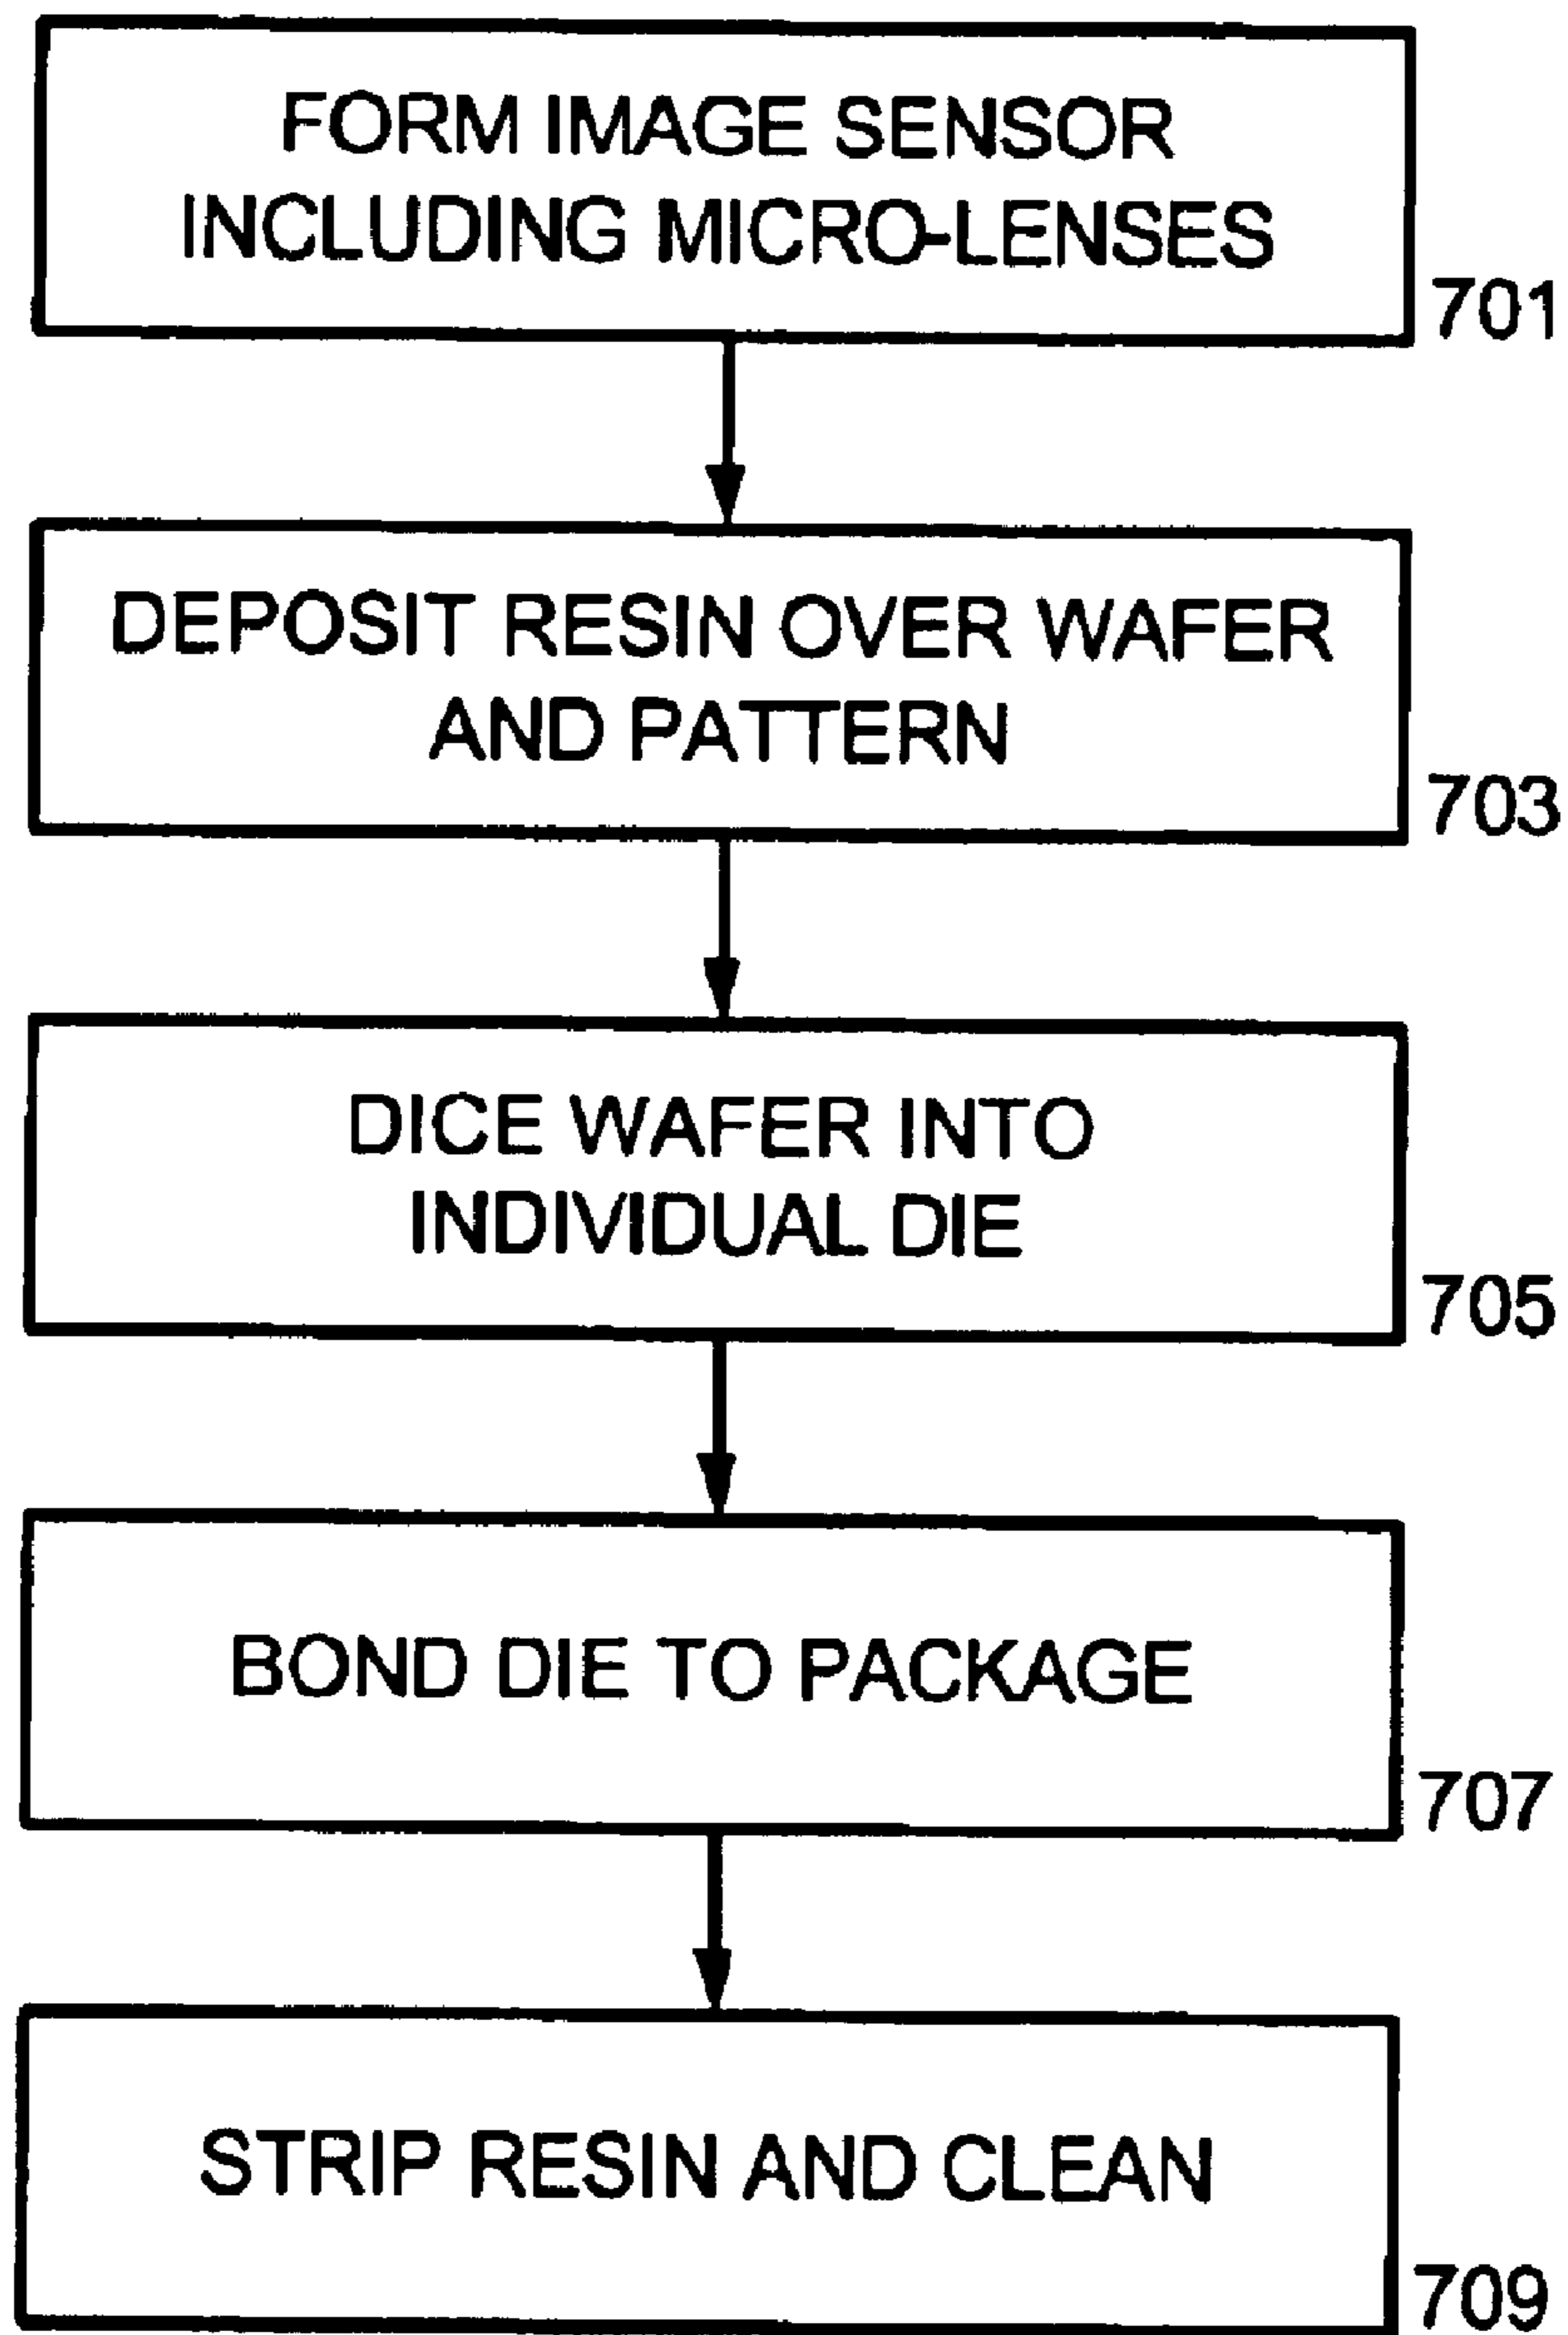 FORM IMAGE SENSOR
INCLUDING MICRO-LENSES
701
DEPOSIT RESIN OVER WAFER
AND PATTERN
703
DICE WAFER INTO
INDIVIDUAL DIE
705
BOND DIE TO PACKAGE
707
STRIP RESIN AND CLEAN
709